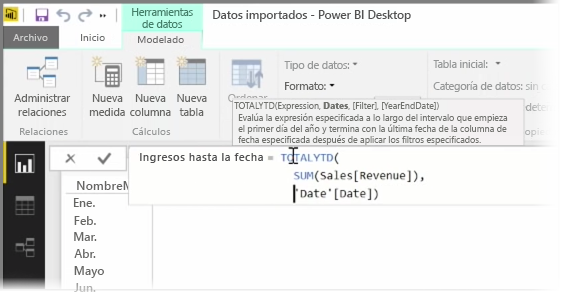 Herramientas de datos
Datos importados - Power BI Desktop
Archivo
Inicio
Modelado
Administrar relaciones
Nueva medida
Nueva columna
Nueva tabla
Ordenar
Tipo de datos:
Formato:
Tabla inicial:
Categoría de datos: sin
Relaciones
Cálculos
TOTALYTD(Expression, Dates, [Filter], [YearEndDate])
Evalúa la expresión especificada a lo largo del intervalo que empieza
el primer día del año y termina con la última fecha de la columna de
fecha especificada después de aplicar los filtros especificados.
Ingresos hasta la fecha = TOTALYTD(
SUM(Sales[Revenue]),
'Date'[Date])
NombreM
Ene.
Feb.
Mar.
Abr.
Mayo
Jun.